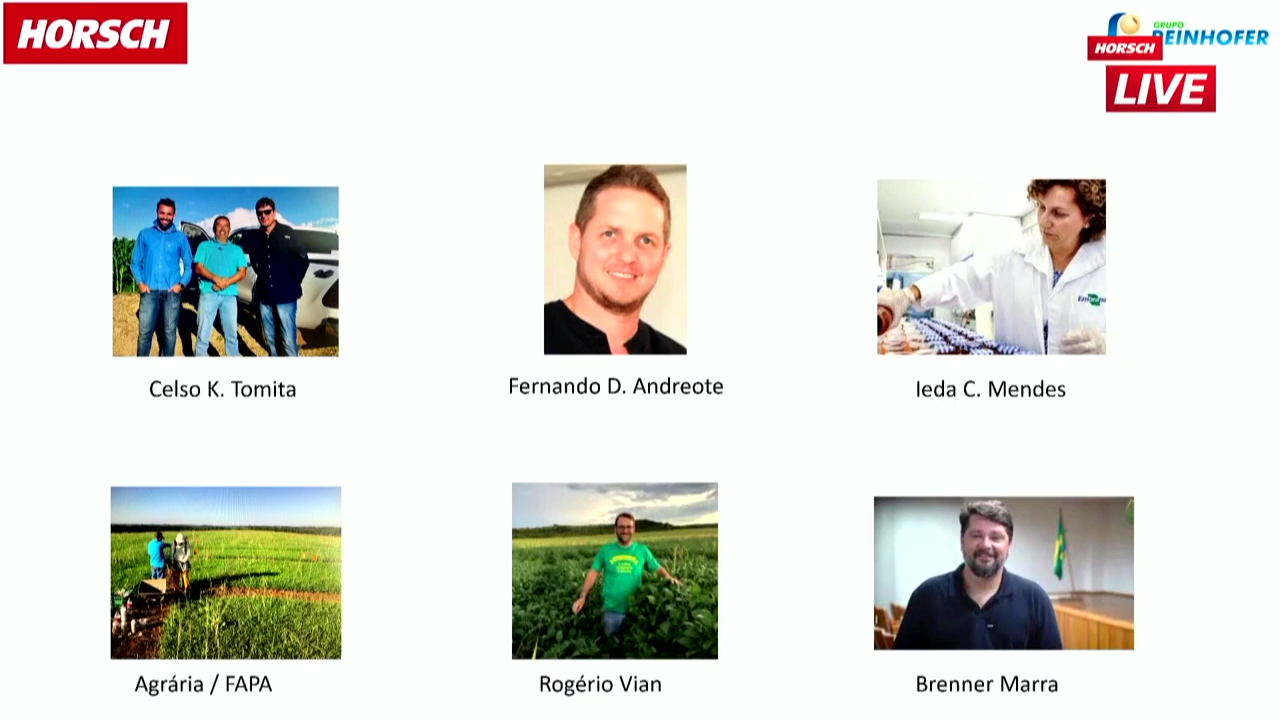 HORSCH
GRUPO
REINHOFER
HORSCH
LIVE
Celso K. Tomita
Fernando D. Andreote
Ieda C. Mendes
Agrária / FAPA
Rogério Vian
Brenner Marra